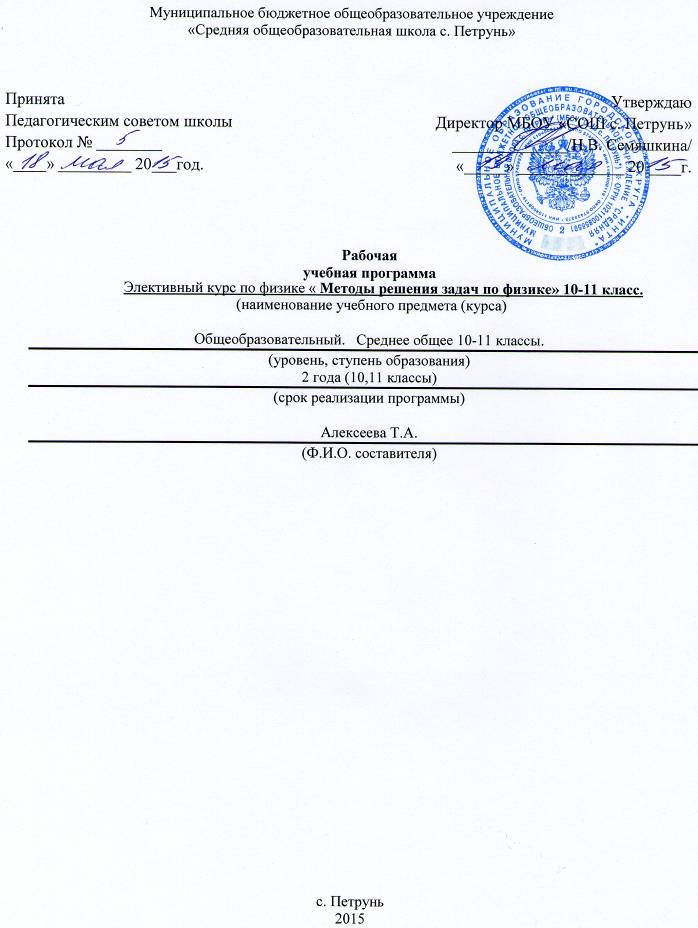 Муниципальное бюджетное общеобразовательное учреждение
«Средняя общеобразовательная школа с. Петрунь»
Принята
Утверждаю
Педагогическим советом школы
Директор МБОУ «СОШ с. Петрунь»
Протокол № 5
/Н.В. Семяшкина/
«18» мая 2015 год.
« » 2015 г.
Рабочая
учебная программа
Элективный курс по физике « Методы решения задач по физике» 10-11 класс.
(наименование учебного предмета (курса)
Общеобразовательный. Среднее общее 10-11 классы.
(уровень, ступень образования)
2 года (10,11 классы)
(срок реализации программы)
Алексеева Т.А.
(Ф.И.О. составителя)
с. Петрунь
2015